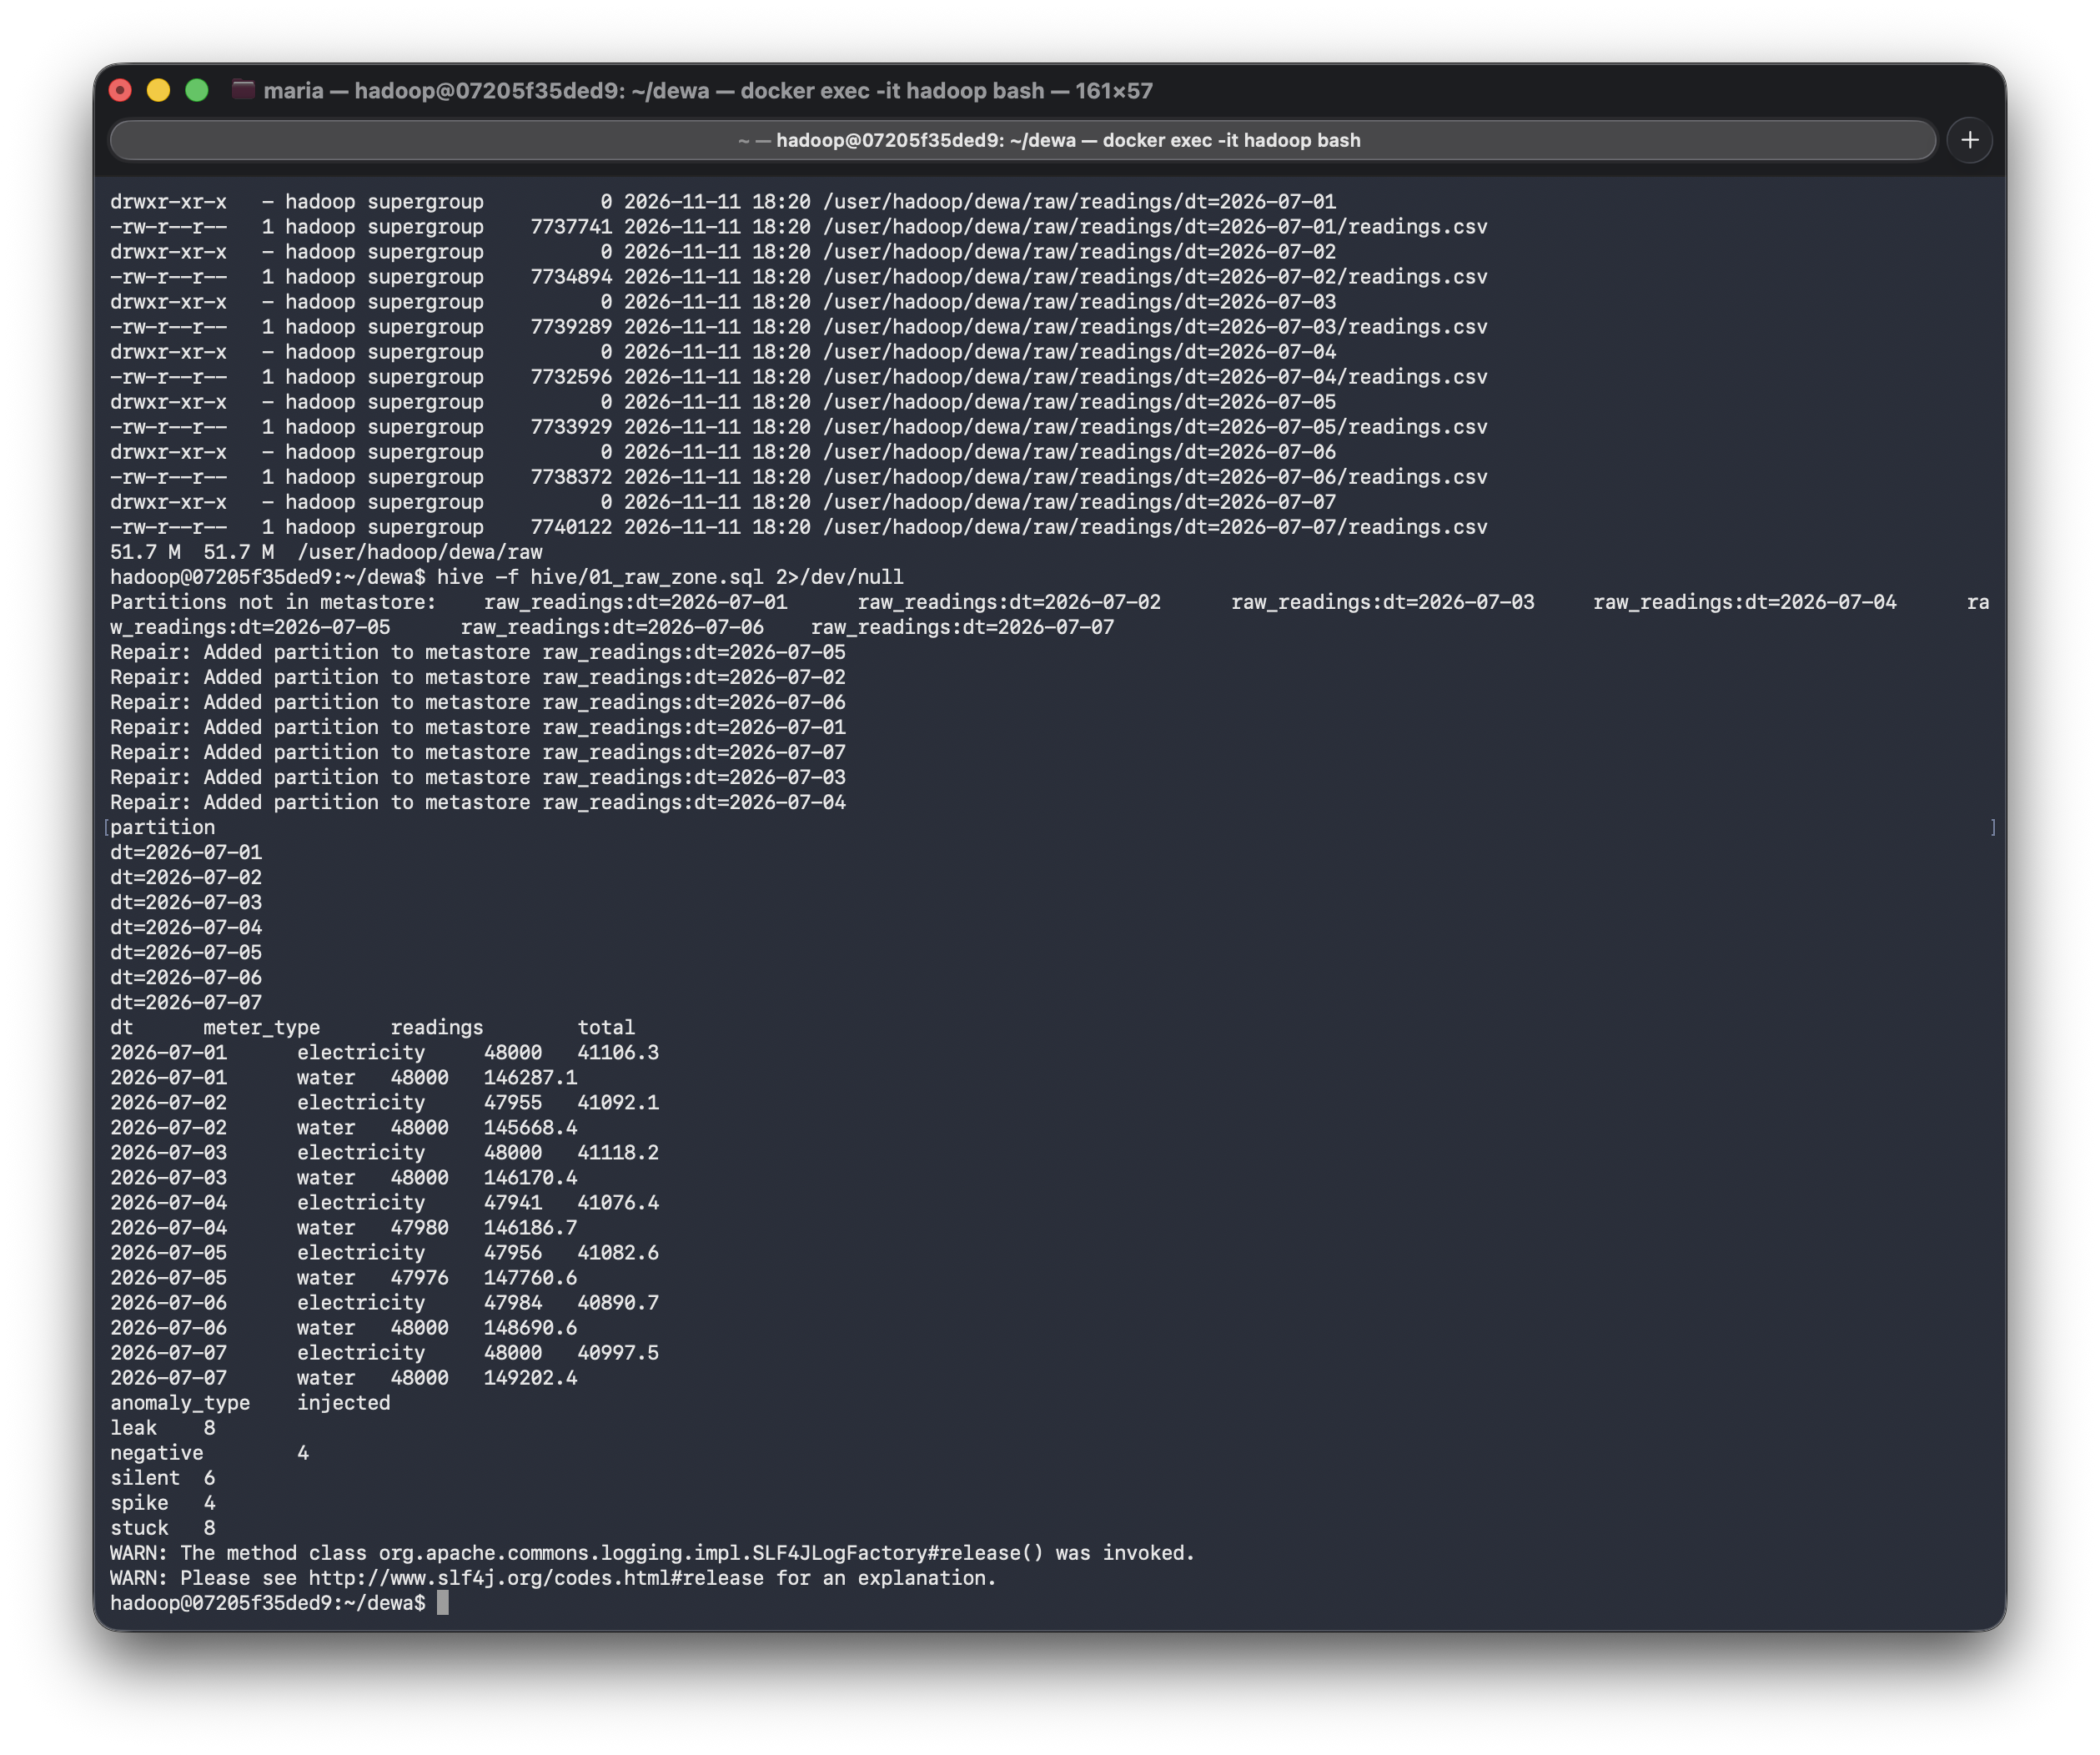 maria — hadoop@07205f35ded9: ~/dewa — docker exec -it hadoop bash — 161×57
~ — hadoop@07205f35ded9: ~/dewa — docker exec -it hadoop bash
+
drwxr-xr-x   - hadoop supergroup          0 2026-11-11 18:20 /user/hadoop/dewa/raw/readings/dt=2026-07-01
-rw-r--r--   1 hadoop supergroup    7737741 2026-11-11 18:20 /user/hadoop/dewa/raw/readings/dt=2026-07-01/readings.csv
drwxr-xr-x   - hadoop supergroup          0 2026-11-11 18:20 /user/hadoop/dewa/raw/readings/dt=2026-07-02
-rw-r--r--   1 hadoop supergroup    7734894 2026-11-11 18:20 /user/hadoop/dewa/raw/readings/dt=2026-07-02/readings.csv
drwxr-xr-x   - hadoop supergroup          0 2026-11-11 18:20 /user/hadoop/dewa/raw/readings/dt=2026-07-03
-rw-r--r--   1 hadoop supergroup    7739289 2026-11-11 18:20 /user/hadoop/dewa/raw/readings/dt=2026-07-03/readings.csv
drwxr-xr-x   - hadoop supergroup          0 2026-11-11 18:20 /user/hadoop/dewa/raw/readings/dt=2026-07-04
-rw-r--r--   1 hadoop supergroup    7732596 2026-11-11 18:20 /user/hadoop/dewa/raw/readings/dt=2026-07-04/readings.csv
drwxr-xr-x   - hadoop supergroup          0 2026-11-11 18:20 /user/hadoop/dewa/raw/readings/dt=2026-07-05
-rw-r--r--   1 hadoop supergroup    7733929 2026-11-11 18:20 /user/hadoop/dewa/raw/readings/dt=2026-07-05/readings.csv
drwxr-xr-x   - hadoop supergroup          0 2026-11-11 18:20 /user/hadoop/dewa/raw/readings/dt=2026-07-06
-rw-r--r--   1 hadoop supergroup    7738372 2026-11-11 18:20 /user/hadoop/dewa/raw/readings/dt=2026-07-06/readings.csv
drwxr-xr-x   - hadoop supergroup          0 2026-11-11 18:20 /user/hadoop/dewa/raw/readings/dt=2026-07-07
-rw-r--r--   1 hadoop supergroup    7740122 2026-11-11 18:20 /user/hadoop/dewa/raw/readings/dt=2026-07-07/readings.csv
51.7 M  51.7 M  /user/hadoop/dewa/raw
hadoop@07205f35ded9:~/dewa$ hive -f hive/01_raw_zone.sql 2>/dev/null
Partitions not in metastore:    raw_readings:dt=2026-07-01      raw_readings:dt=2026-07-02      raw_readings:dt=2026-07-03     raw_readings:dt=2026-07-04      ra
w_readings:dt=2026-07-05      raw_readings:dt=2026-07-06    raw_readings:dt=2026-07-07
Repair: Added partition to metastore raw_readings:dt=2026-07-05
Repair: Added partition to metastore raw_readings:dt=2026-07-02
Repair: Added partition to metastore raw_readings:dt=2026-07-06
Repair: Added partition to metastore raw_readings:dt=2026-07-01
Repair: Added partition to metastore raw_readings:dt=2026-07-07
Repair: Added partition to metastore raw_readings:dt=2026-07-03
Repair: Added partition to metastore raw_readings:dt=2026-07-04
[partition ]
dt=2026-07-01
dt=2026-07-02
dt=2026-07-03
dt=2026-07-04
dt=2026-07-05
dt=2026-07-06
dt=2026-07-07
dt      meter_type      readings        total
2026-07-01      electricity     48000   41106.3
2026-07-01      water   48000   146287.1
2026-07-02      electricity     47955   41092.1
2026-07-02      water   48000   145668.4
2026-07-03      electricity     48000   41118.2
2026-07-03      water   48000   146170.4
2026-07-04      electricity     47941   41076.4
2026-07-04      water   47980   146186.7
2026-07-05      electricity     47956   41082.6
2026-07-05      water   47976   147760.6
2026-07-06      electricity     47984   40890.7
2026-07-06      water   48000   148690.6
2026-07-07      electricity     48000   40997.5
2026-07-07      water   48000   149202.4
anomaly_type    injected
leak    8
negative        4
silent  6
spike   4
stuck   8
WARN: The method class org.apache.commons.logging.impl.SLF4JLogFactory#release() was invoked.
WARN: Please see http://www.slf4j.org/codes.html#release for an explanation.
hadoop@07205f35ded9:~/dewa$